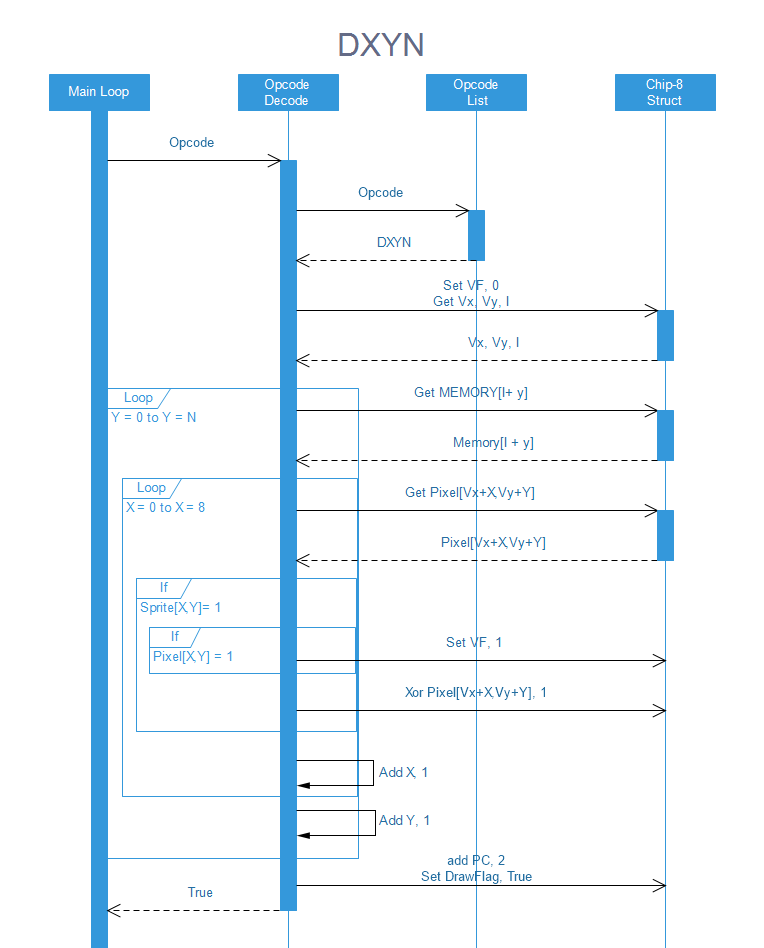 DXYN
Main Loop
Opcode
Decode
Opcode
List
Chip-8
Struct
Opcode
Opcode
DXYN
Set VF, 0
Get Vx, Vy, I
Vx, Vy, I
Loop
Y = 0 to Y = N
Get MEMORY[I+ y]
Memory[I + y]
Loop
X = 0 to X = 8
Get Pixel[Vx+X,Vy+Y]
Pixel[Vx+X,Vy+Y]
If
Sprite[X,Y]= 1
If
Pixel[X,Y] = 1
Set VF, 1
Xor Pixel[Vx+X,Vy+Y], 1
Add X, 1
Add Y, 1
add PC, 2
Set DrawFlag, True
True